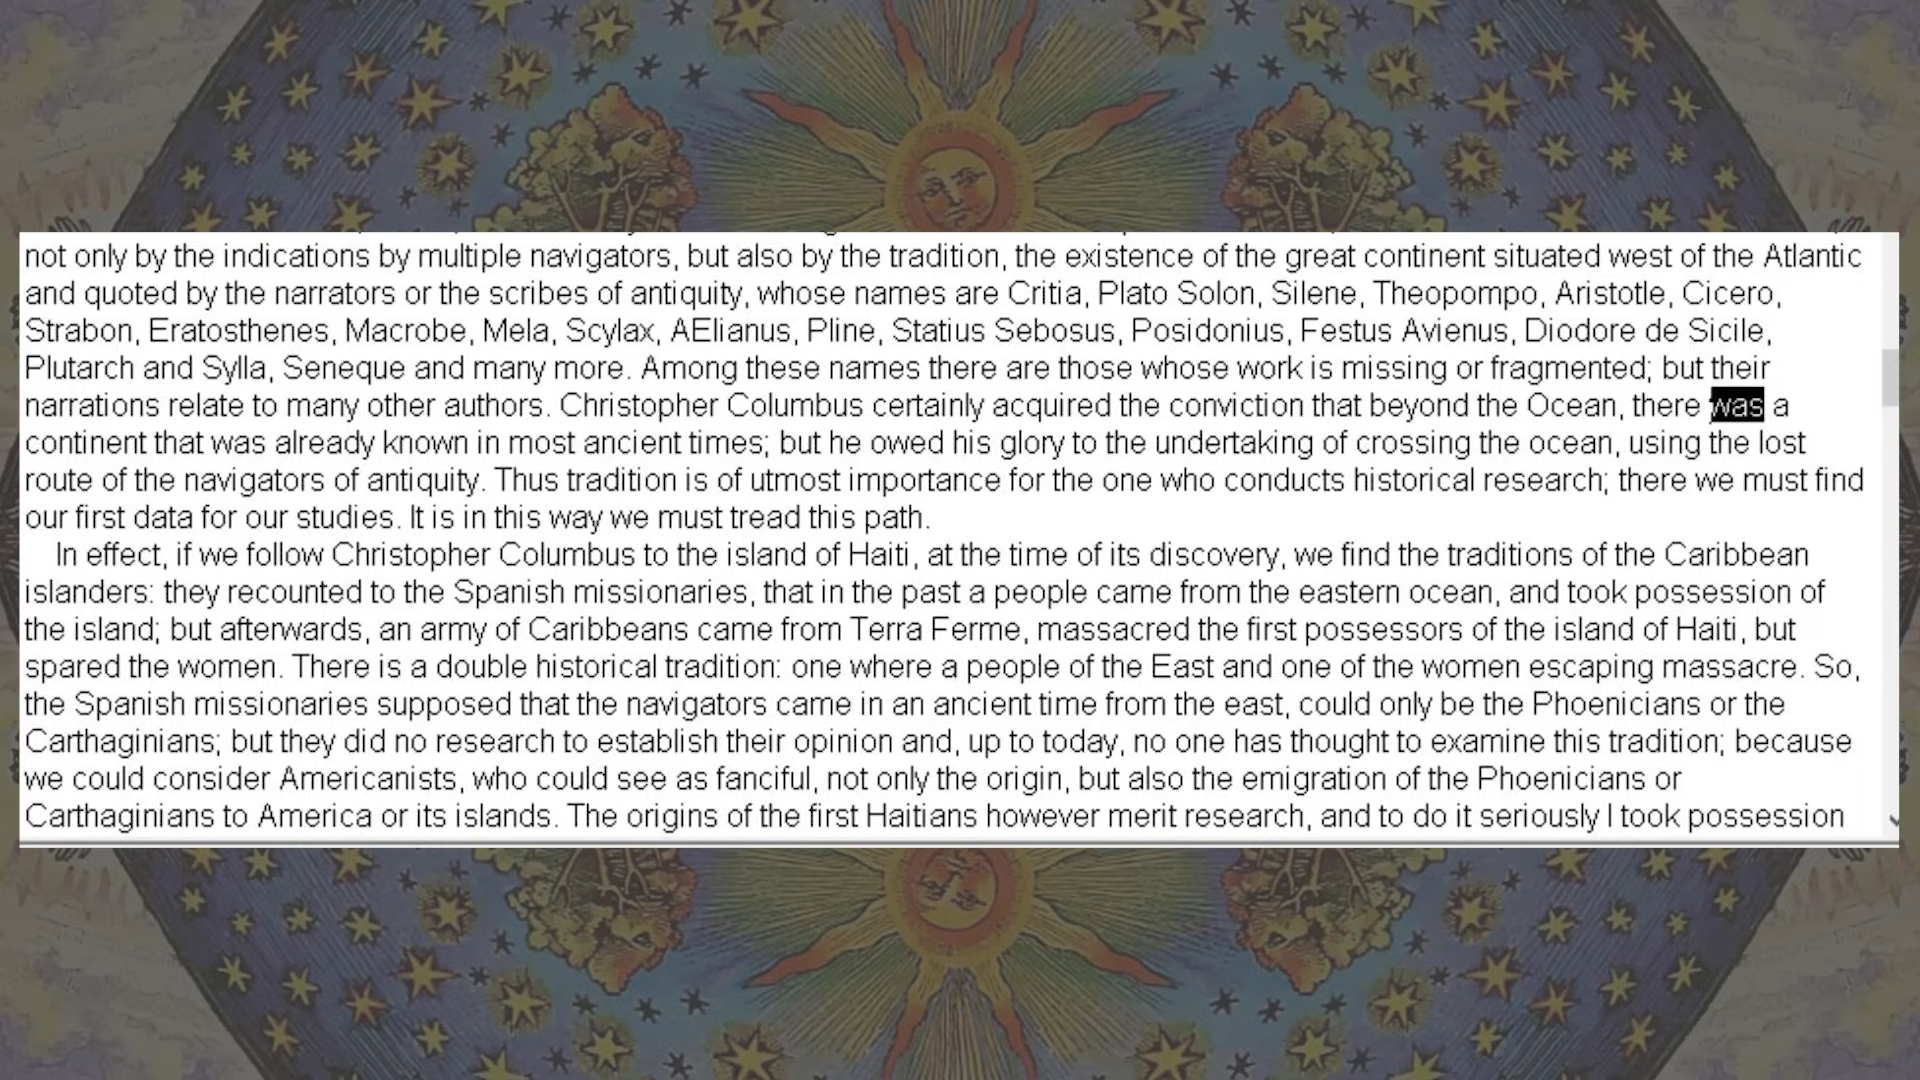 not only by the indications by multiple navigators, but also by the tradition, the existence of the great continent situated west of the Atlantic
and quoted by the narrators or the scribes of antiquity, whose names are Critia, Plato Solon, Silene, Theopompo, Aristotle, Cicero,
Strabon, Eratosthenes, Macrobe, Mela, Scylax, AElianus, Pline, Statius Sebosus, Posidonius, Festus Avienus, Diodore de Sicile,
Plutarch and Sylla, Seneque and many more. Among these names there are those whose work is missing or fragmented; but their
narrations relate to many other authors. Christopher Columbus certainly acquired the conviction that beyond the Ocean, there was a
continent that was already known in most ancient times; but he owed his glory to the undertaking of crossing the ocean, using the lost
route of the navigators of antiquity. Thus tradition is of utmost importance for the one who conducts historical research; there we must find
our first data for our studies. It is in this way we must tread this path.
In effect, if we follow Christopher Columbus to the island of Haiti, at the time of its discovery, we find the traditions of the Caribbean
islanders: they recounted to the Spanish missionaries, that in the past a people came from the eastern ocean, and took possession of
the island; but afterwards, an army of Caribbeans came from Terra Ferme, massacred the first possessors of the island of Haiti, but
spared the women. There is a double historical tradition: one where a people of the East and one of the women escaping massacre. So,
the Spanish missionaries supposed that the navigators came in an ancient time from the east, could only be the Phoenicians or the
Carthaginians; but they did no research to establish their opinion and, up to today, no one has thought to examine this tradition; because
we could consider Americanists, who could see as fanciful, not only the origin, but also the emigration of the Phoenicians or
Carthaginians to America or its islands. The origins of the first Haitians however merit research, and to do it seriously I took possession